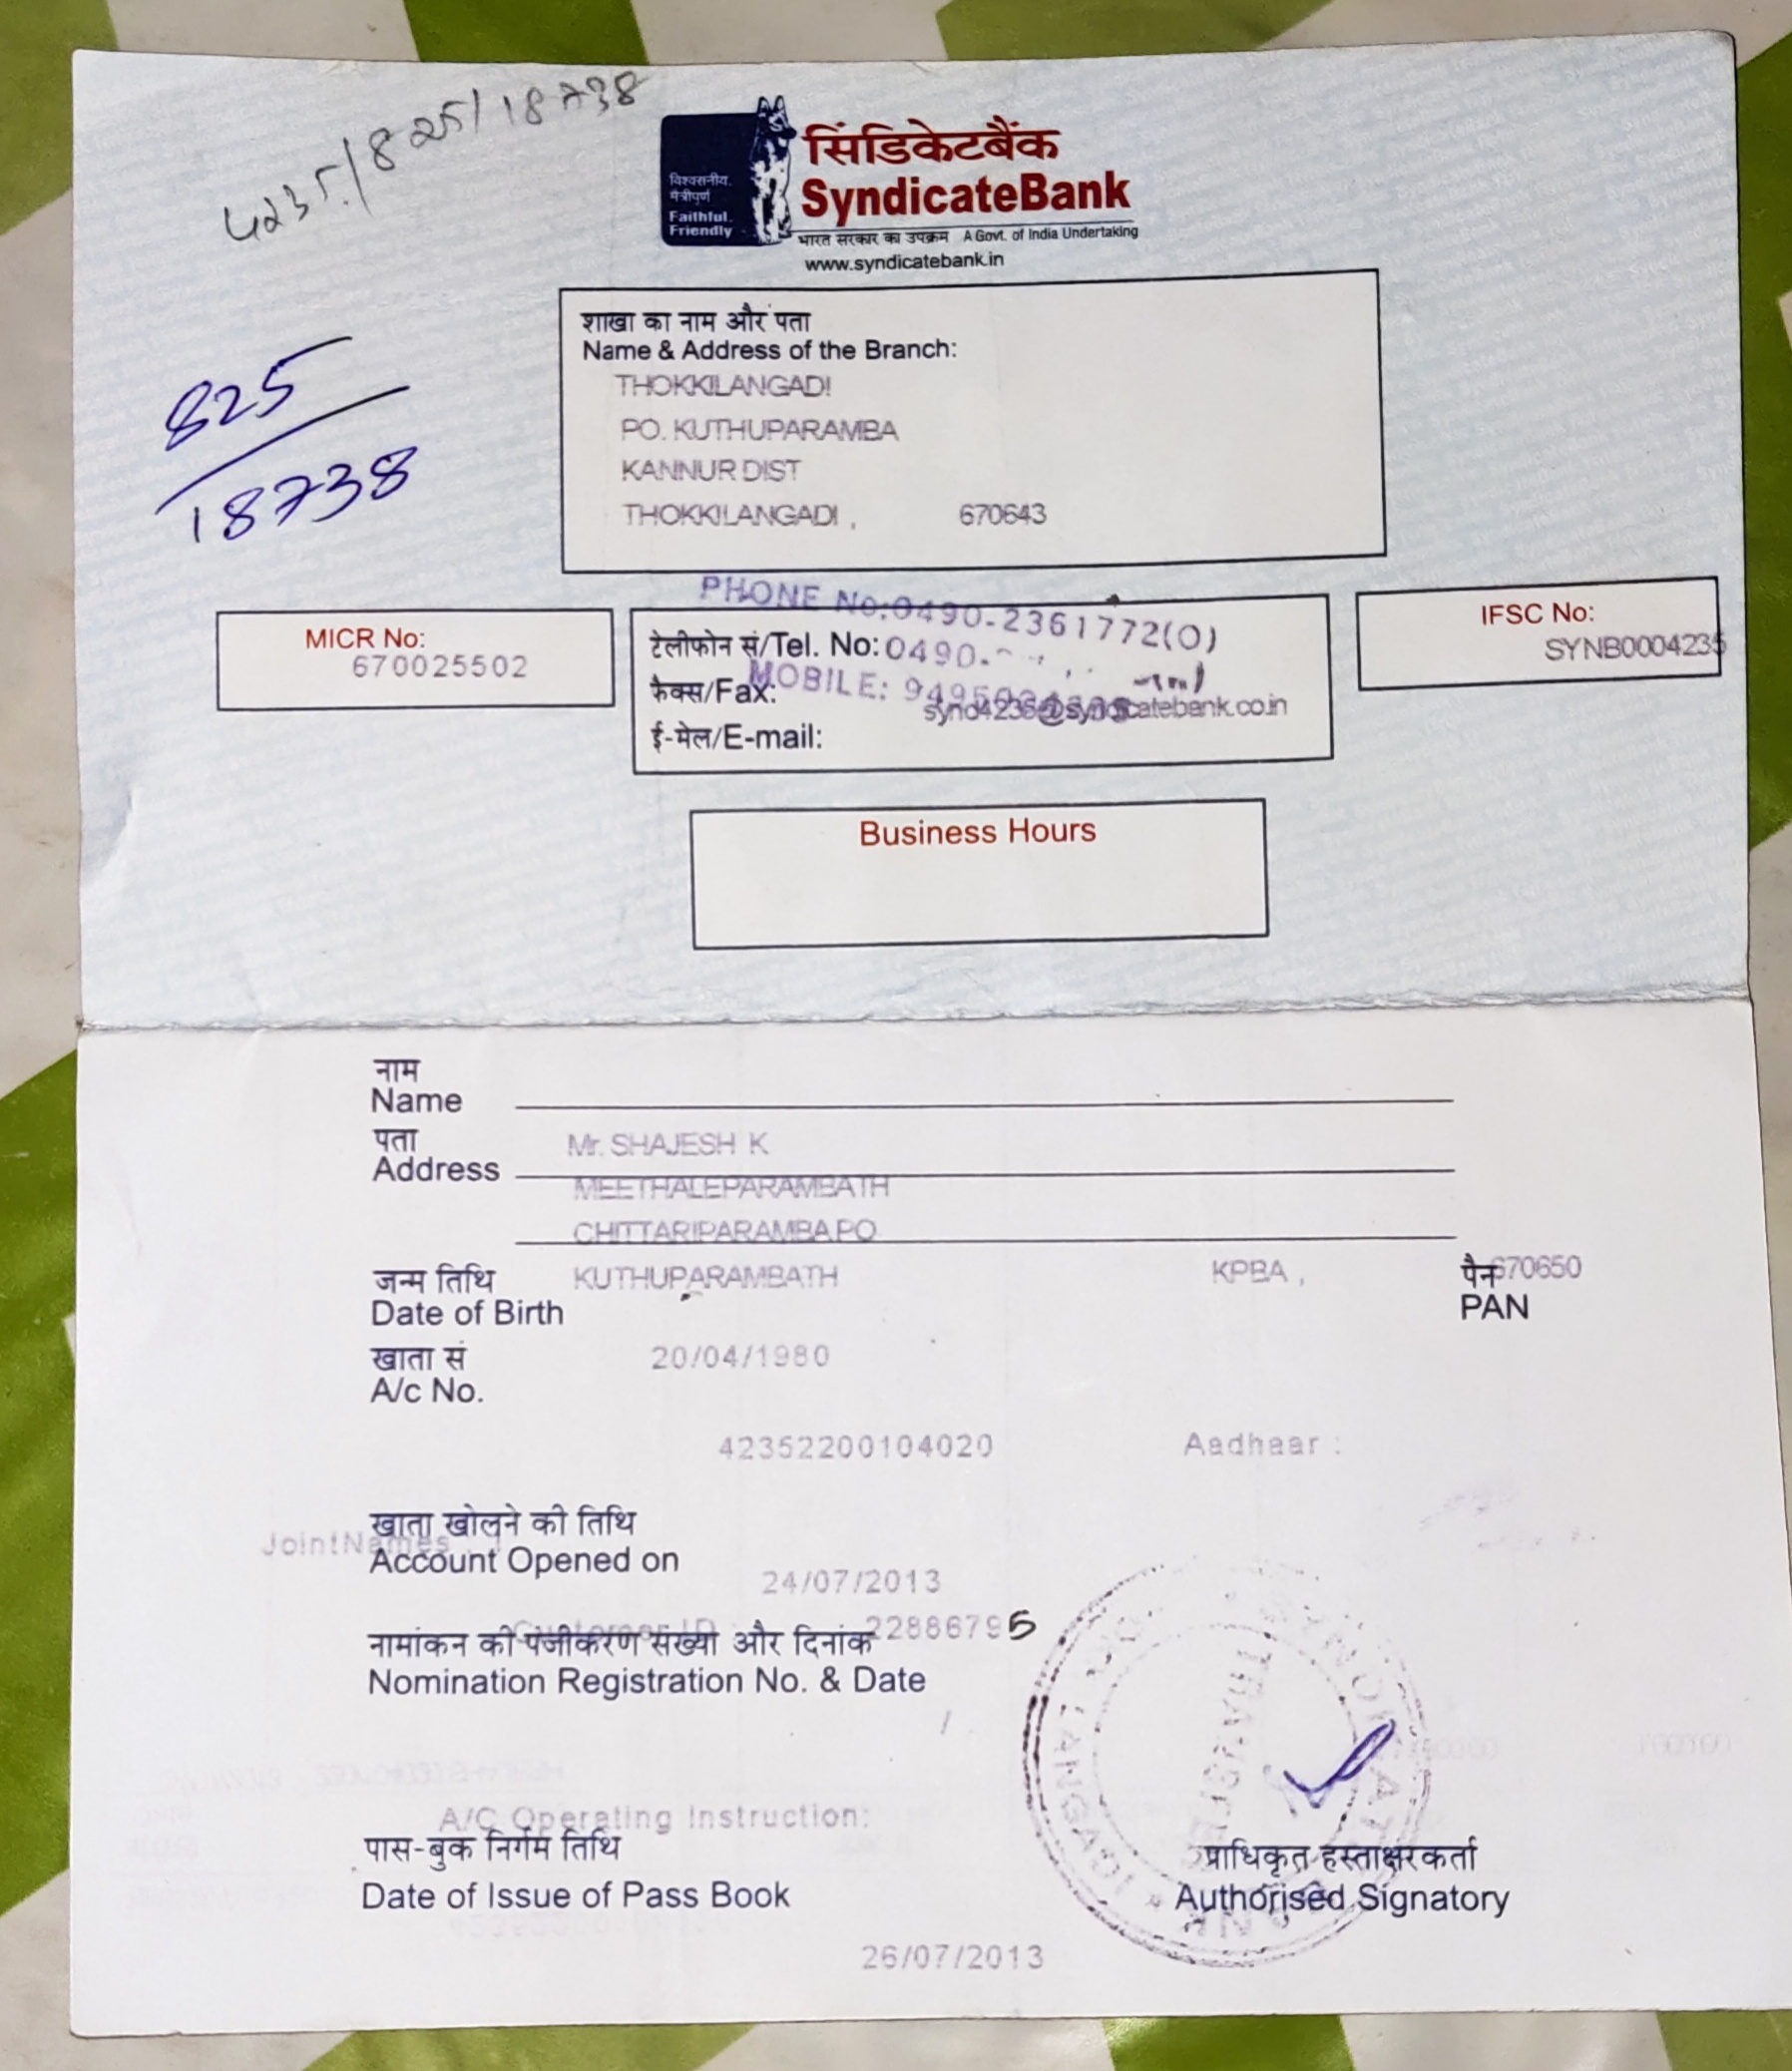 4235/825/18738
विश्वसनीय.
मैत्रीपूर्ण
Faithful.
Friendly
सिंडिकेटबैंक
SyndicateBank
भारत सरकार का उपक्रम A Govt. of India Undertaking
www.syndicatebank.in
825
18738
शाखा का नाम और पता
Name & Address of the Branch:
THOKKILANGADI
PO. KUTHUPARAMBA
KANNUR DIST
THOKKILANGADI , 670643
MICR No:
670025502
PHONE No:0490-2361772(O)
टेलीफोन सं/Tel. No: 0490-
फैक्स/Fax:
MOBILE:
synd4235@syndicatebank.co.in
ई-मेल/E-mail:
IFSC No:
SYNB0004235
Business Hours
नाम
Name
पता
Address
Mr. SHAJESH K
MEETHALEPARAMBATH
CHITTARIPARAMBA PO
KUTHUPARAMBATH KPBA , 670650
जन्म तिथि
Date of Birth
पैन
PAN
खाता सं
A/c No.
20/04/1980
42352200104020 Aadhaar :
खाता खोलने की तिथि
JointNames :
Account Opened on
24/07/2013
Customer ID 22886795
नामांकन की पंजीकरण संख्या और दिनांक
Nomination Registration No. & Date
A/C Operating Instruction:
पास-बुक निर्गम तिथि
Date of Issue of Pass Book
26/07/2013
प्राधिकृत हस्ताक्षरकर्ता
Authorised Signatory